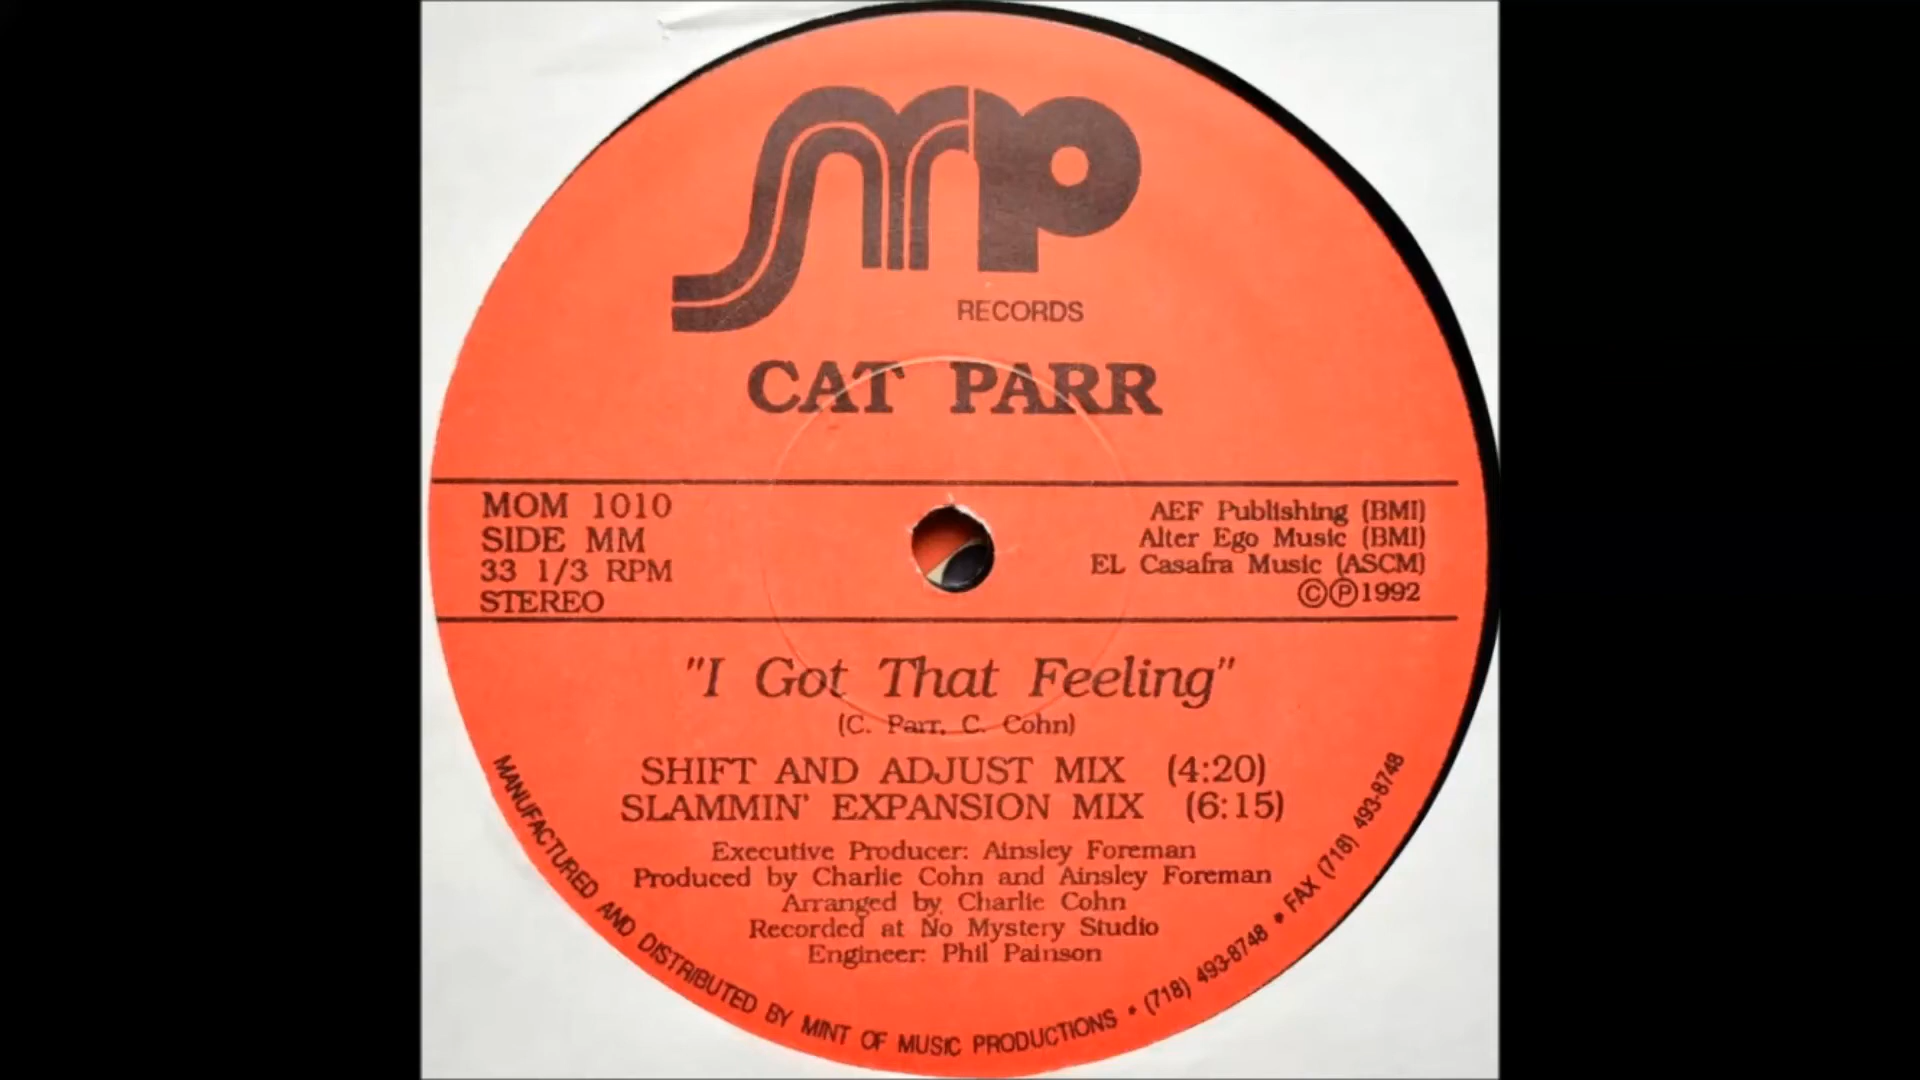 smp
RECORDS
CAT PARR
MOM 1010
SIDE MM
33 1/3 RPM
STEREO
AEF Publishing (BMI)
Alter Ego Music (BMI)
EL Casafra Music (ASCM)
©℗1992
"I Got That Feeling"
(C. Parr, C. Cohn)
SHIFT AND ADJUST MIX (4:20)
SLAMMIN' EXPANSION MIX (6:15)
Executive Producer: Ainsley Foreman
Produced by Charlie Cohn and Ainsley Foreman
Arranged by Charlie Cohn
Recorded at No Mystery Studio
Engineer: Phil Painson
MANUFACTURED AND DISTRIBUTED BY MINT OF MUSIC PRODUCTIONS • (718) 493-8748 • FAX (718) 493-8748